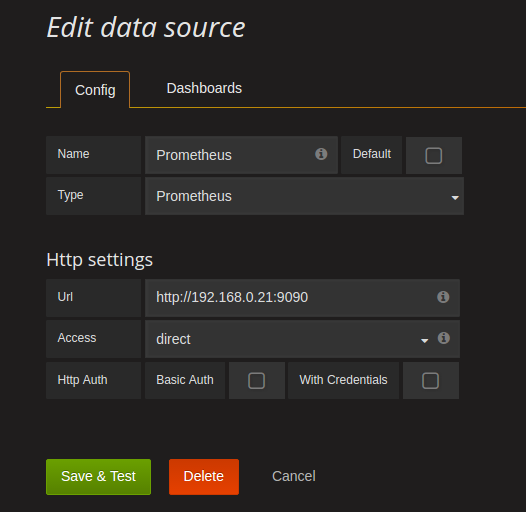 Edit data source
Config Dashboards
Name Prometheus Default
Type Prometheus
Http settings
Url http://192.168.0.21:9090
Access direct
Http Auth Basic Auth With Credentials
Save & Test Delete Cancel